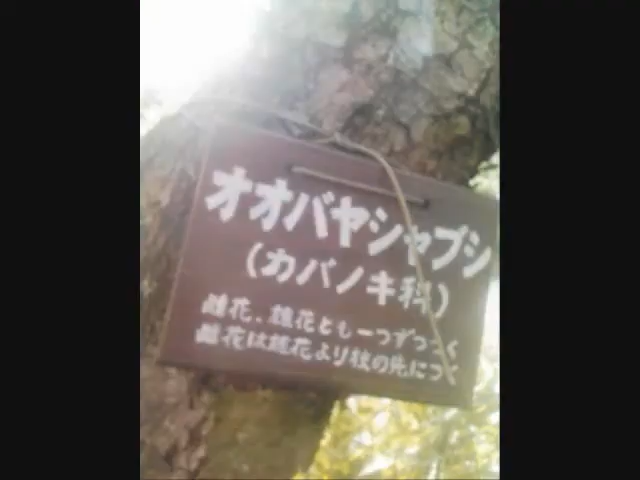 オオバヤシャブシ
(カバノキ科)
雌花、雄花とも一つずつつく
雌花は雄花より枝の先につく